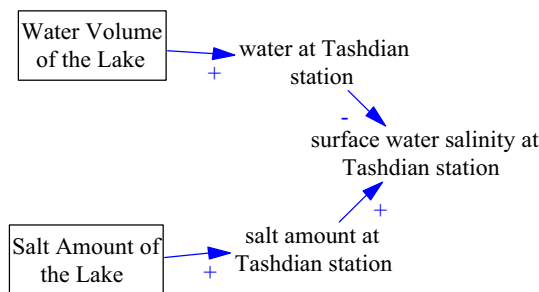 Water Volume
of the Lake
+
water at Tashdian
station
-
surface water salinity at
Tashdian station
+
salt amount at
Tashdian station
Salt Amount of
the Lake
+